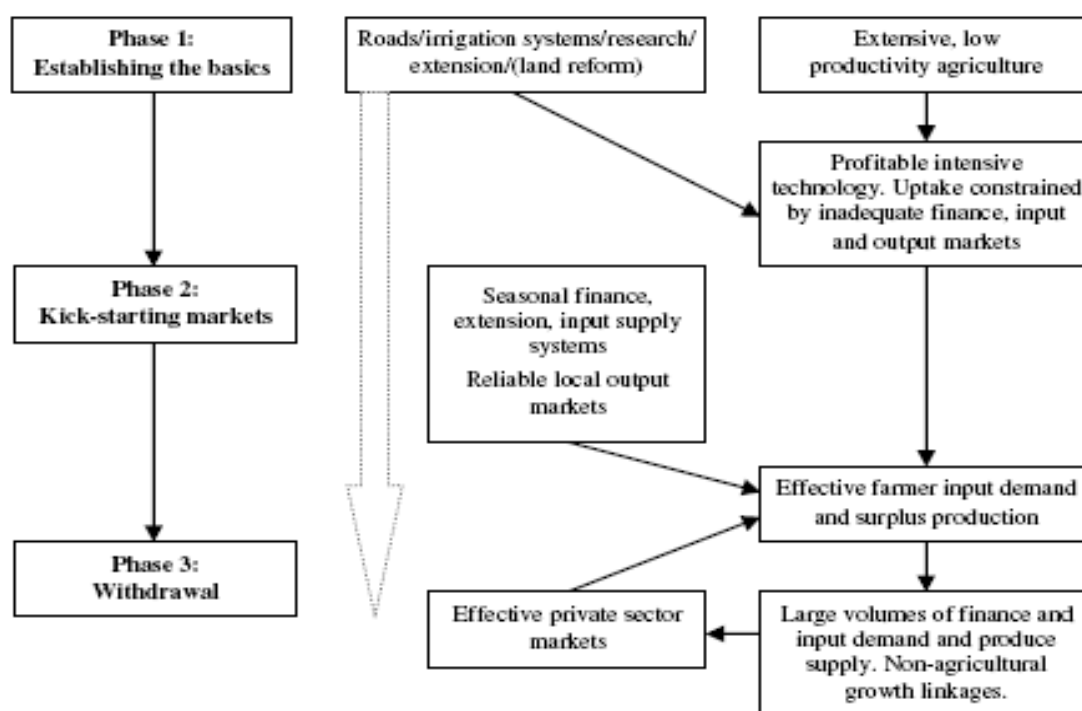 Phase 1:
Establishing the basics
Roads/irrigation systems/research/
extension/(land reform)
Extensive, low
productivity agriculture
Profitable intensive
technology. Uptake constrained
by inadequate finance, input
and output markets
Phase 2:
Kick-starting markets
Seasonal finance,
extension, input supply
systems
Reliable local output
markets
Effective farmer input demand
and surplus production
Phase 3:
Withdrawal
Effective private sector
markets
Large volumes of finance and
input demand and produce
supply. Non-agricultural
growth linkages.